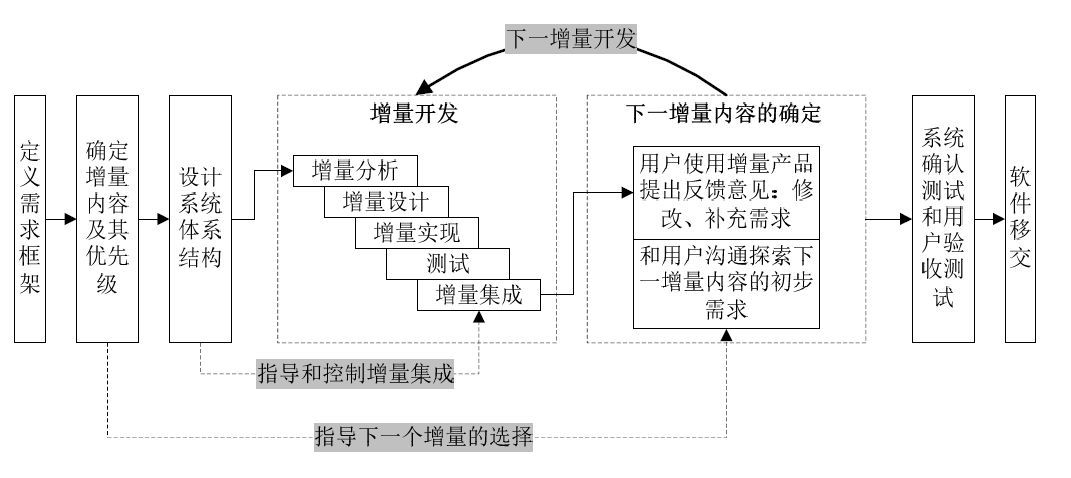 下一增量开发
定义需求框架
确定
增量
内容
及其
优先
级
设计
系统
体系
结构
增量开发
增量分析
增量设计
增量实现
测试
增量集成
下一增量内容的确定
用户使用增量产品
提出反馈意见：修
改、补充需求
和用户沟通探索下
一增量内容的初步
需求
系统
确认
测试
和用
户验
收测
试
软件移交
指导和控制增量集成
指导下一个增量的选择